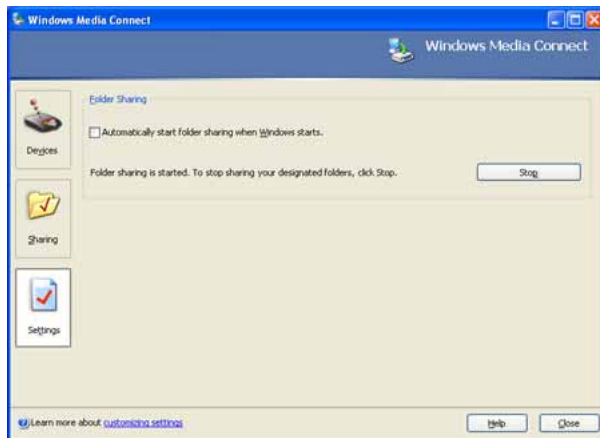 Windows Media Connect
Windows Media Connect
Devices
Sharing
Settings
Folder Sharing
Automatically start folder sharing when Windows starts.
Folder sharing is started. To stop sharing your designated folders, click Stop.
Stop
Learn more about customizing settings
Help
Close